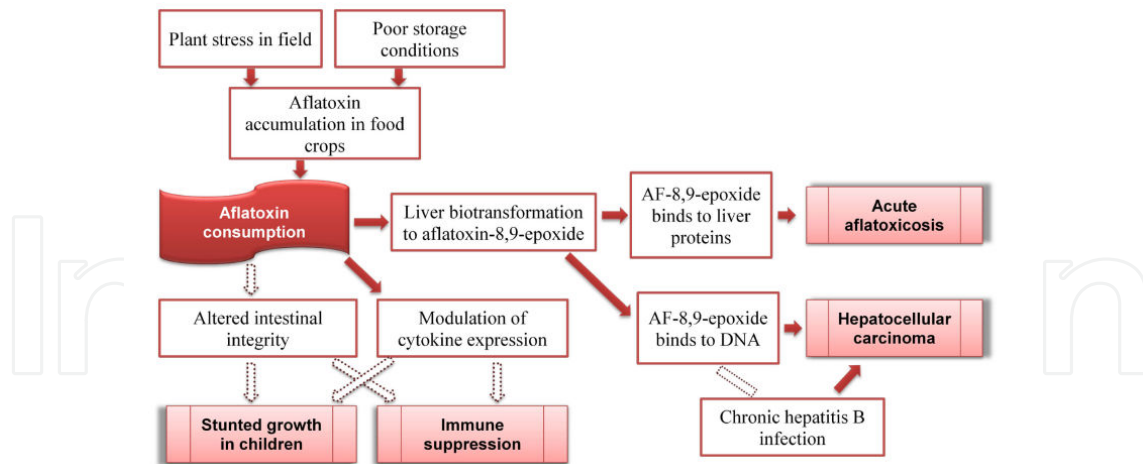 Plant stress in field
Poor storage
conditions
Aflatoxin
accumulation in food
crops
Aflatoxin
consumption
Liver biotransformation
to aflatoxin-8,9-epoxide
AF-8,9-epoxide
binds to liver
proteins
Acute
aflatoxicosis
Altered intestinal
integrity
Modulation of
cytokine expression
AF-8,9-epoxide
binds to DNA
Hepatocellular
carcinoma
Stunted growth
in children
Immune
suppression
Chronic hepatitis B
infection